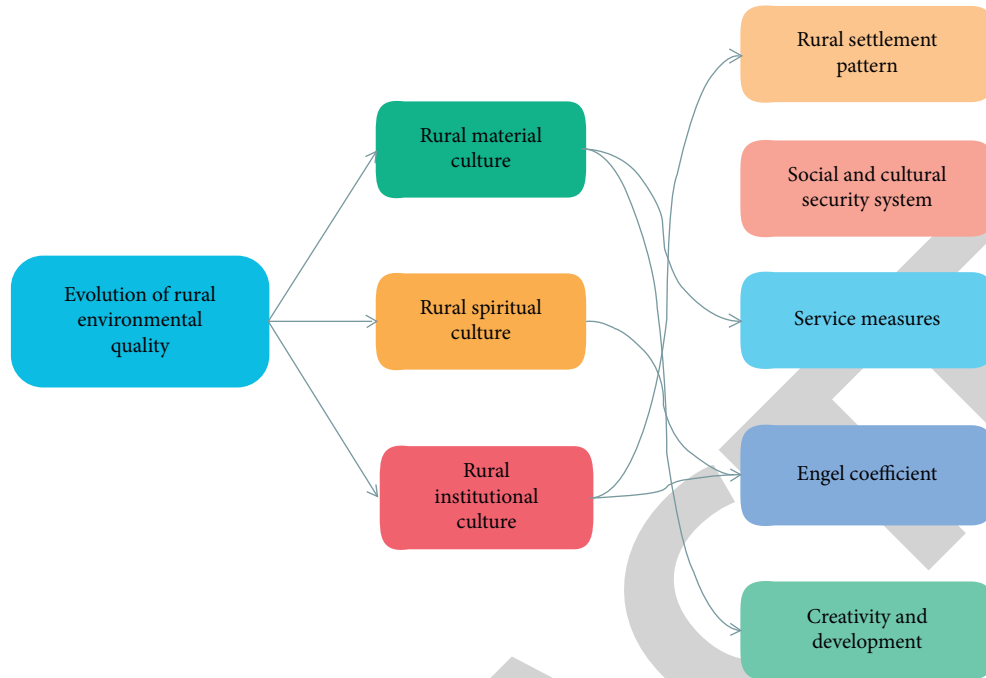 Evolution of rural
environmental
quality
Rural material
culture
Rural spiritual
culture
Rural
institutional
culture
Rural settlement
pattern
Social and cultural
security system
Service measures
Engel coefficient
Creativity and
development